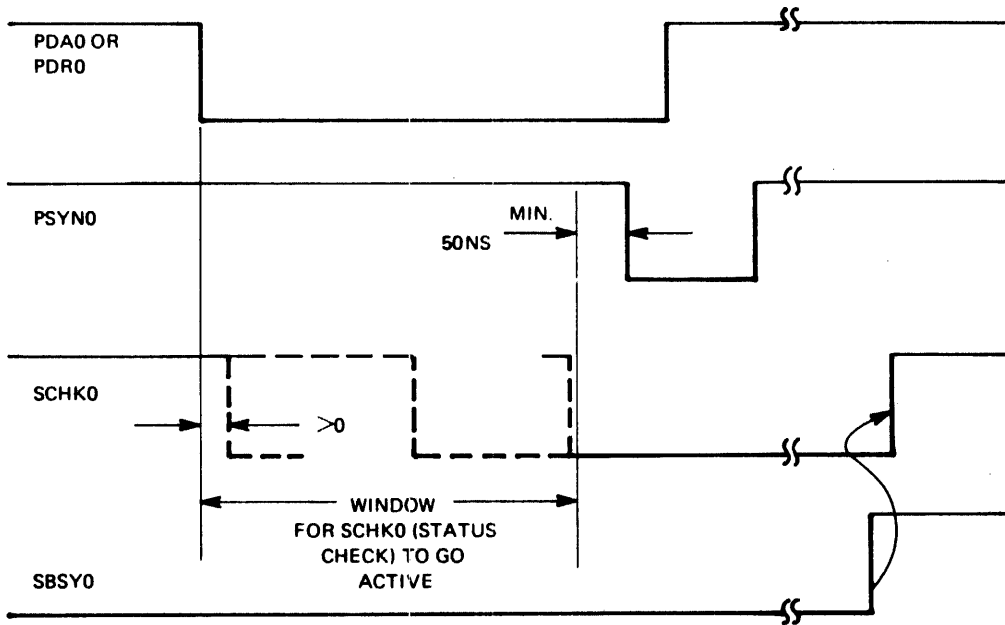 PDA0 OR
PDR0
PSYN0
MIN.
50NS
SCHK0
>0
WINDOW
FOR SCHK0 (STATUS
CHECK) TO GO
ACTIVE
SBSY0